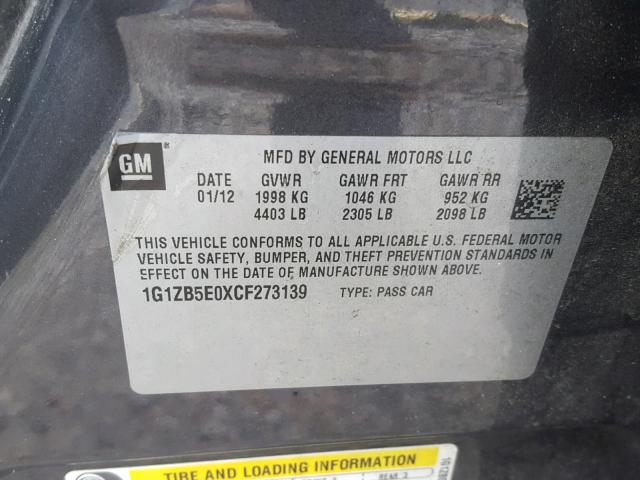 GM
MFD BY GENERAL MOTORS LLC
DATE GVWR GAWR FRT GAWR RR
01/12 1998 KG 1046 KG 952 KG
4403 LB 2305 LB 2098 LB
THIS VEHICLE CONFORMS TO ALL APPLICABLE U.S. FEDERAL MOTOR
VEHICLE SAFETY, BUMPER, AND THEFT PREVENTION STANDARDS IN
EFFECT ON THE DATE OF MANUFACTURE SHOWN ABOVE.
1G1ZB5E0XCF273139 TYPE: PASS CAR
TIRE AND LOADING INFORMATION